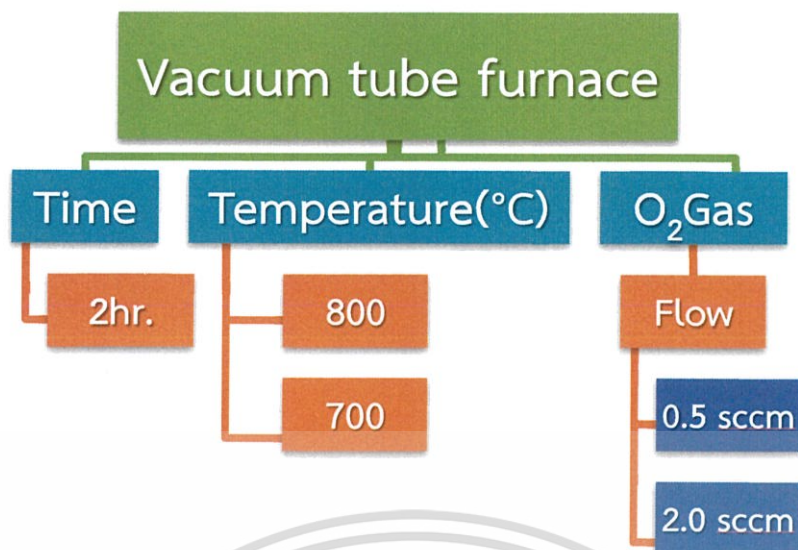 Vacuum tube furnace
Time
Temperature(°C)
O₂Gas
2hr.
800
Flow
700
0.5 sccm
2.0 sccm